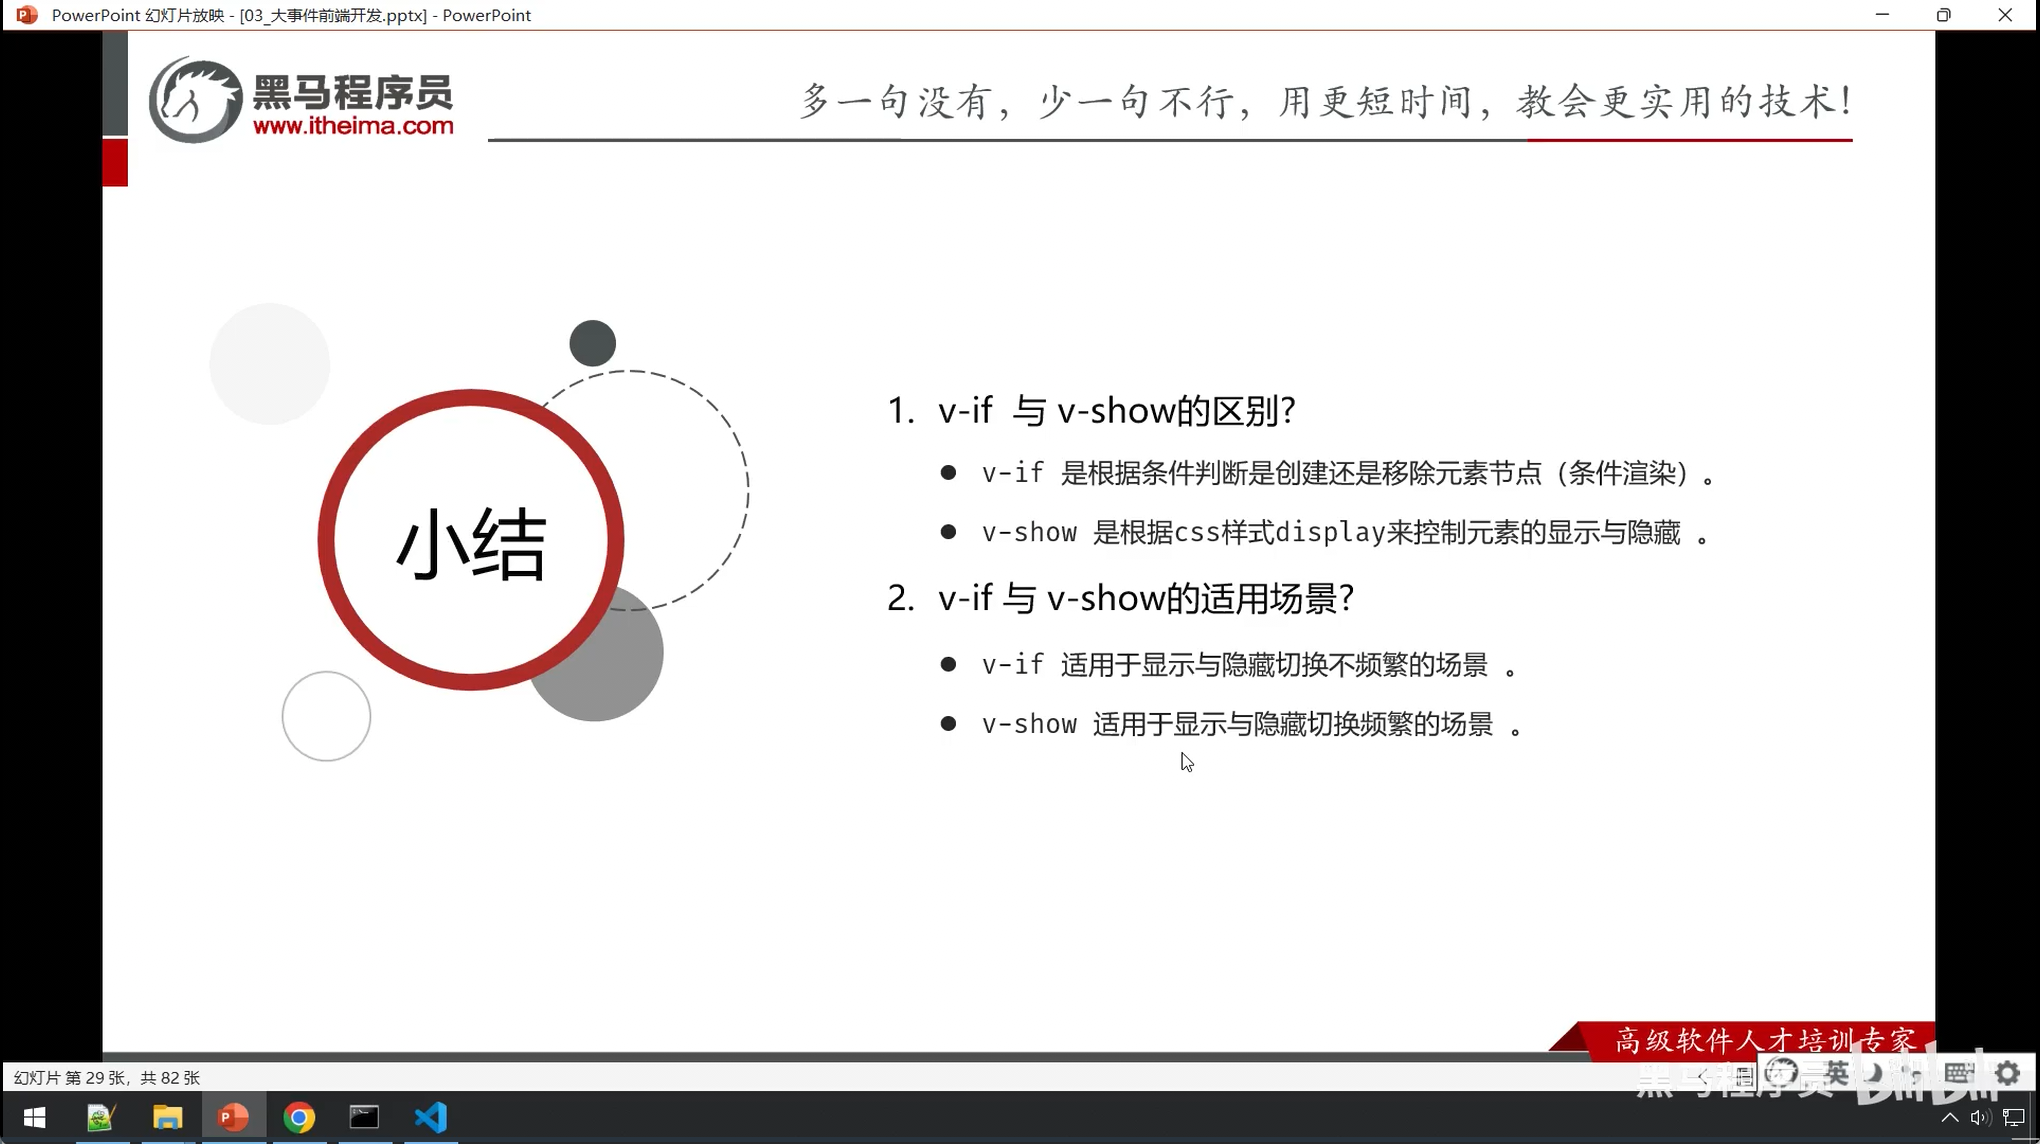 PowerPoint 幻灯片放映 - [03_大事件前端开发.pptx] - PowerPoint
黑马程序员
www.itheima.com
多一句没有，少一句不行，用更短时间，教会更实用的技术！
小结
1. v-if 与 v-show的区别?
● v-if 是根据条件判断是创建还是移除元素节点（条件渲染）。
● v-show 是根据css样式display来控制元素的显示与隐藏 。
2. v-if 与 v-show的适用场景?
● v-if 适用于显示与隐藏切换不频繁的场景 。
● v-show 适用于显示与隐藏切换频繁的场景 。
高级软件人才培训专家
幻灯片 第 29 张，共 82 张
黑马程序员 bilibili
英